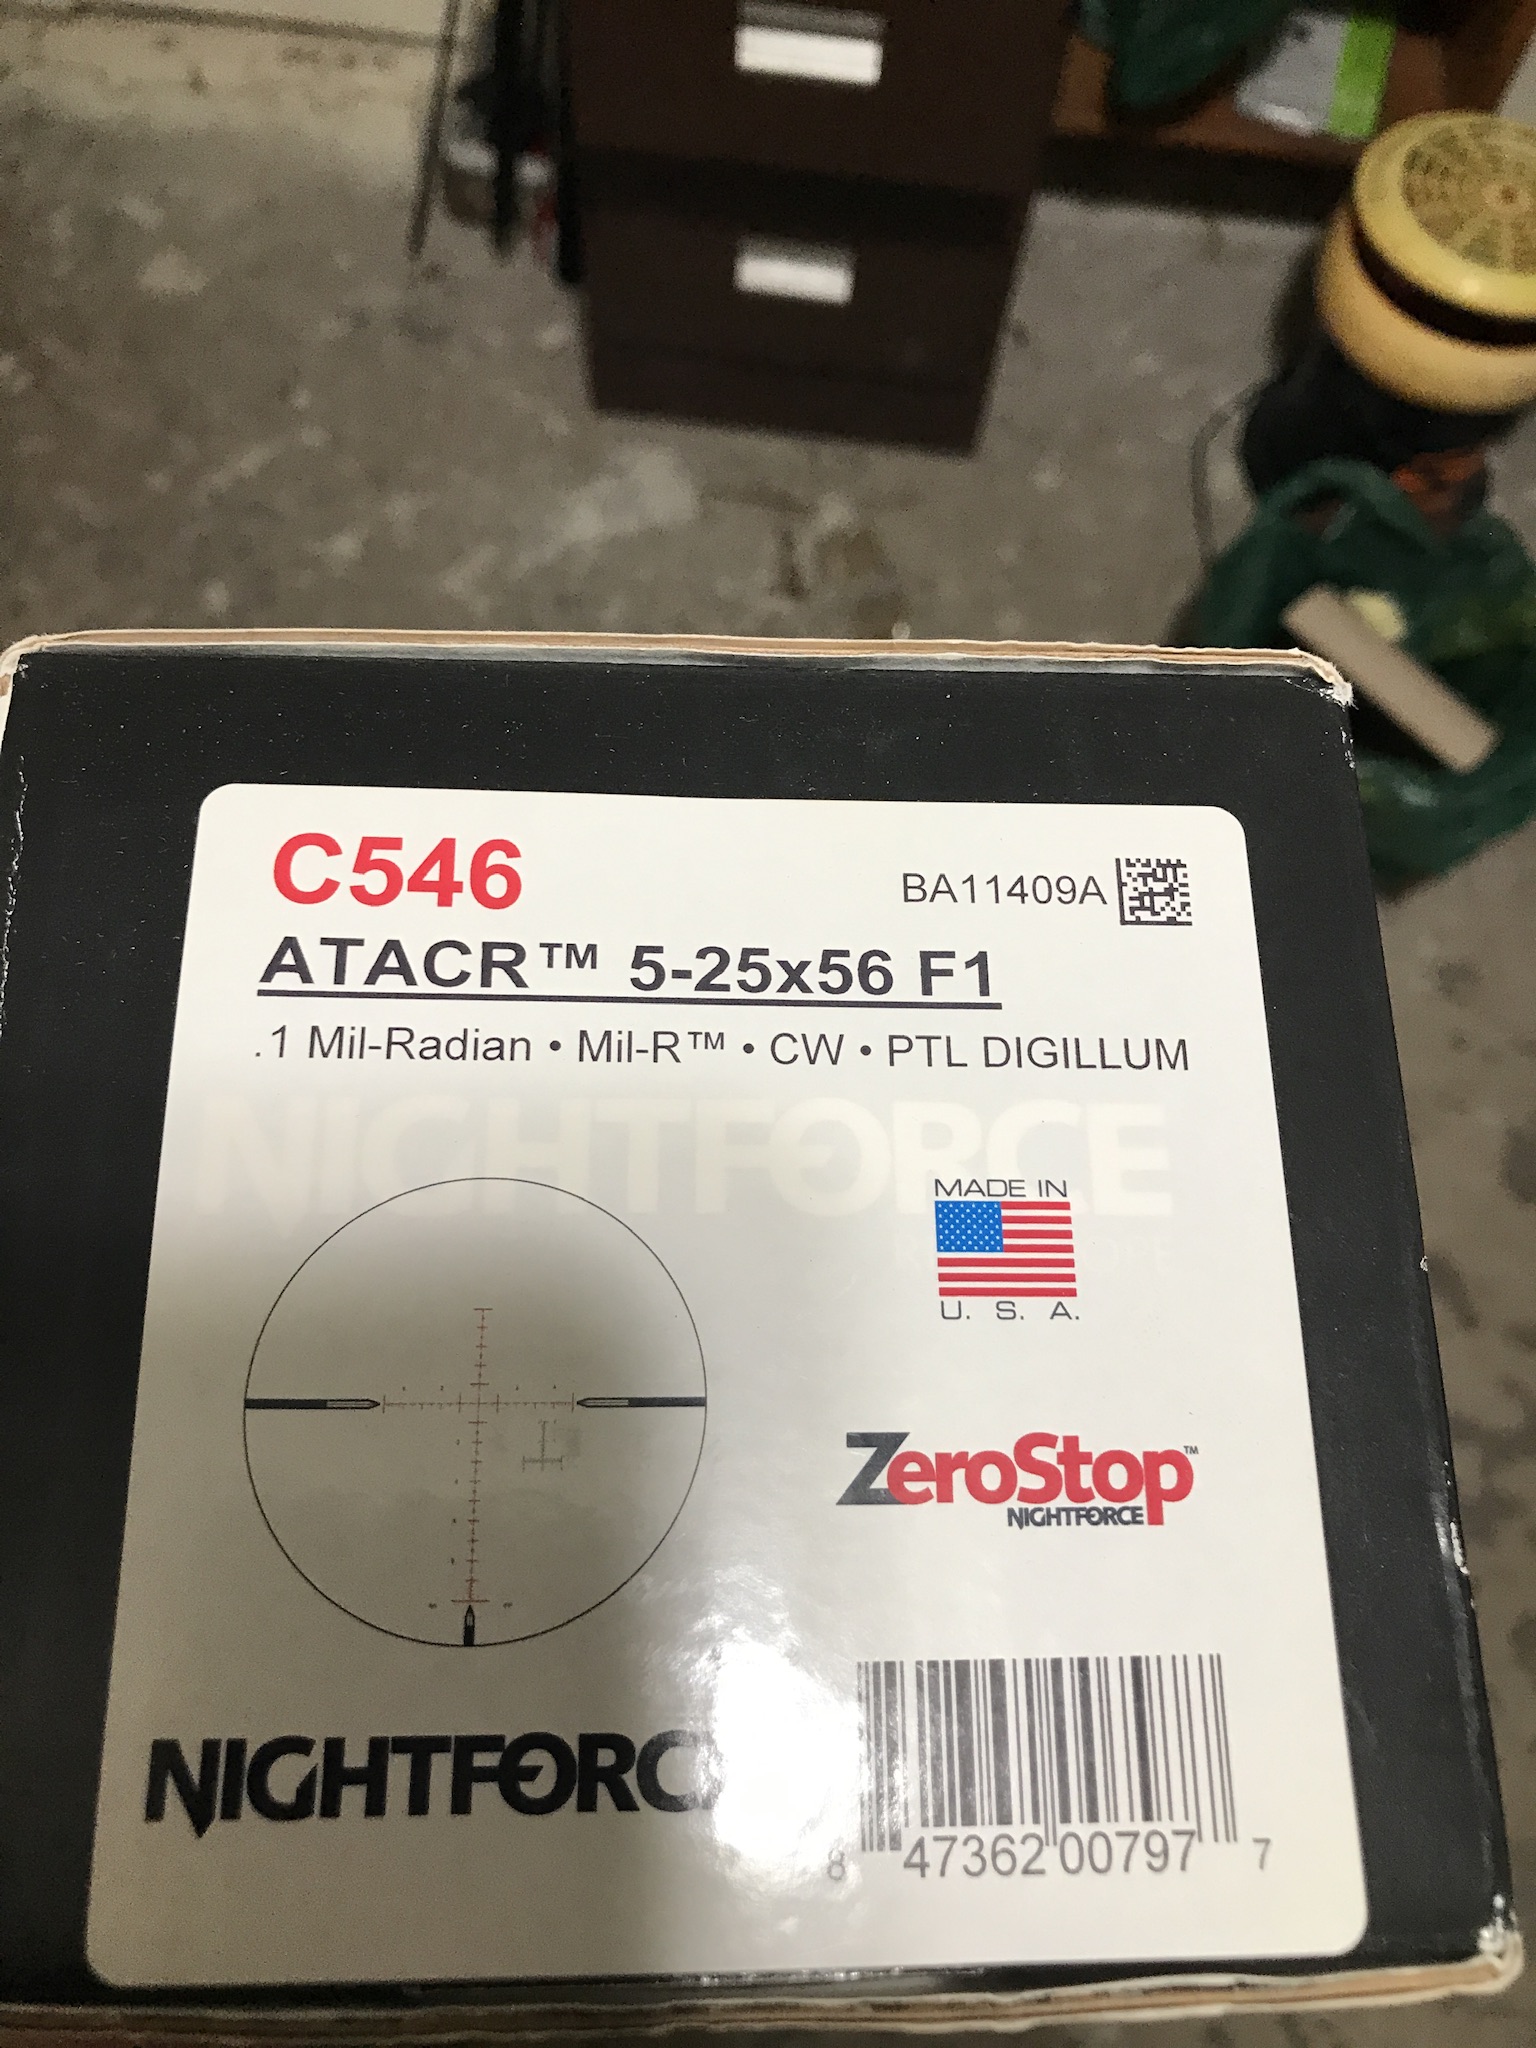 C546
BA11409A
ATACR™ 5-25x56 F1
.1 Mil-Radian • Mil-R™ • CW • PTL DIGILLUM
NIGHTFORCE
MADE IN
U. S. A.
ZeroStop™
NIGHTFORCE
NIGHTFORC
8 47362 00797 7